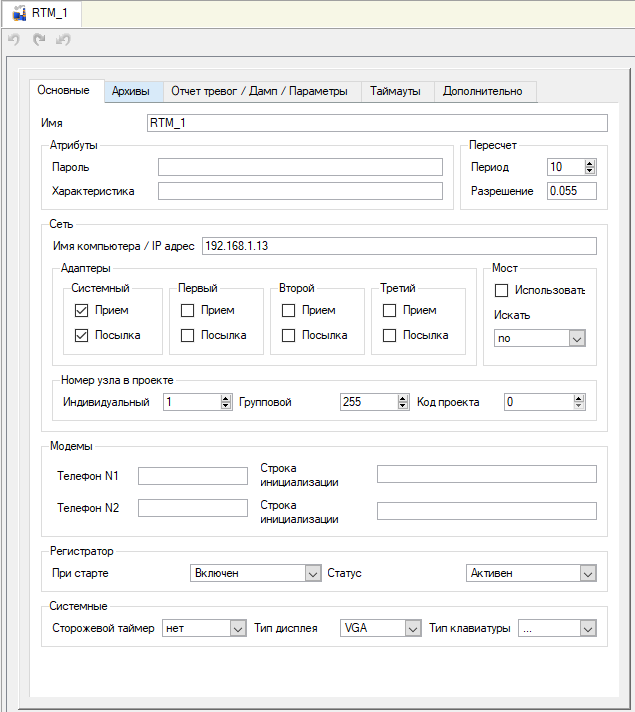 RTM_1
Основные Архивы Отчет тревог / Дамп / Параметры Таймауты Дополнительно
Имя RTM_1
Атрибуты Пересчет
Пароль Период 10
Характеристика Разрешение 0.055
Сеть
Имя компьютера / IP адрес 192.168.1.13
Адаптеры Мост
Системный Первый Второй Третий Использовать
Прием Прием Прием Прием
Искать
Посылка Посылка Посылка Посылка no
Номер узла в проекте
Индивидуальный 1 Групповой 255 Код проекта 0
Модемы
Телефон N1 Строка
инициализации
Телефон N2 Строка
инициализации
Регистратор
При старте Включен Статус Активен
Системные
Сторожевой таймер нет Тип дисплея VGA Тип клавиатуры ...